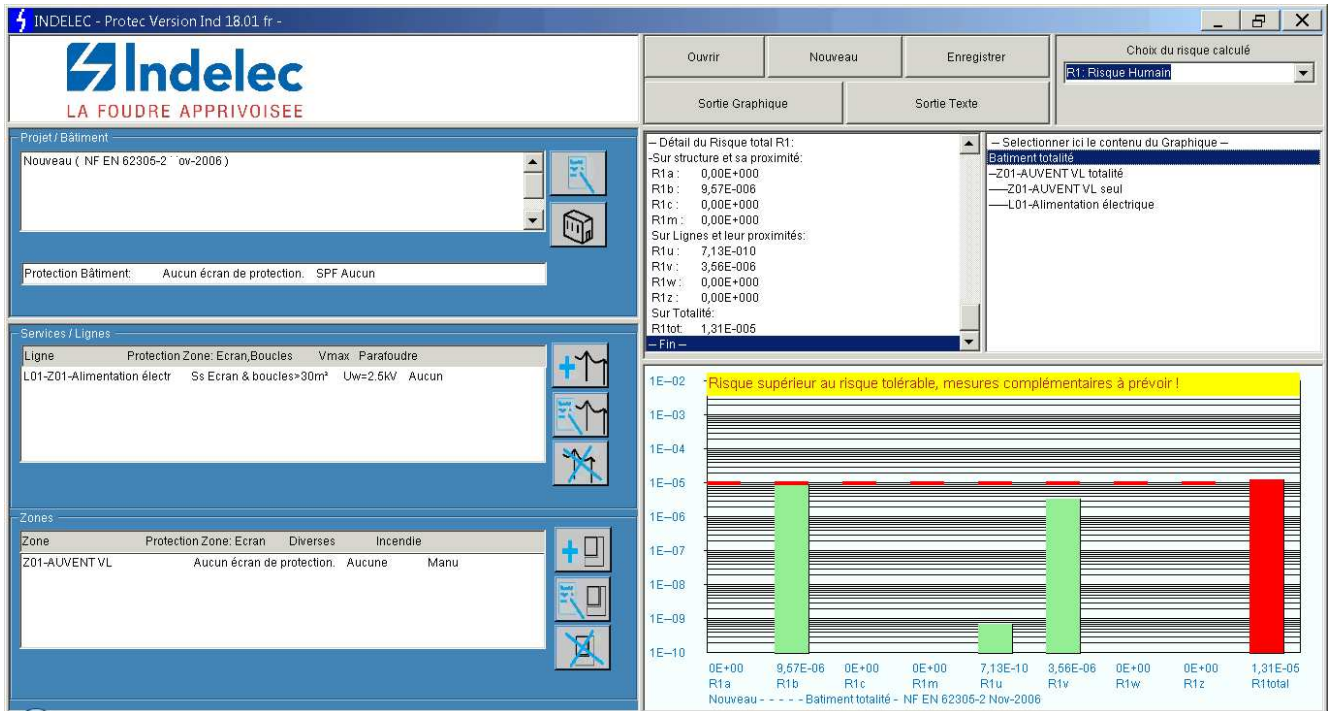 INDELEC - Protec Version Ind 18.01 fr -
Indelec
LA FOUDRE APPRIVOISEE
Ouvrir
Nouveau
Enregistrer
Sortie Graphique
Sortie Texte
Choix du risque calculé
R1: Risque Humain
Projet / Bâtiment
Nouveau ( NF EN 62305-2 ov-2006 )
Protection Bâtiment: Aucun écran de protection. SPF Aucun
Services / Lignes
Ligne Protection Zone: Ecran,Boucles Vmax Parafoudre
L01-Z01-Alimentation électr Ss Ecran & boucles>30m² Uw=2.5kV Aucun
Zones
Zone Protection Zone: Ecran Diverses Incendie
Z01-AUVENT VL Aucun écran de protection. Aucune Manu
– Détail du Risque total R1:
-Sur structure et sa proximité:
R1a : 0,00E+000
R1b : 9,57E-006
R1c : 0,00E+000
R1m : 0,00E+000
Sur Lignes et leur proximités:
R1u : 7,13E-010
R1v : 3,56E-006
R1w : 0,00E+000
R1z : 0,00E+000
Sur Totalité:
R1tot: 1,31E-005
– Fin –
– Selectionner ici le contenu du Graphique –
Batiment totalité
–Z01-AUVENT VL totalité
––Z01-AUVENT VL seul
––L01-Alimentation électrique
Risque supérieur au risque tolérable, mesures complémentaires à prévoir !
1E–02
1E–03
1E–04
1E–05
1E–06
1E–07
1E–08
1E–09
1E–10
0E+00 9,57E-06 0E+00 0E+00 7,13E-10 3,56E-06 0E+00 0E+00 1,31E-05
R1a R1b R1c R1m R1u R1v R1w R1z R1total
Nouveau - - - - - Batiment totalité - NF EN 62305-2 Nov-2006